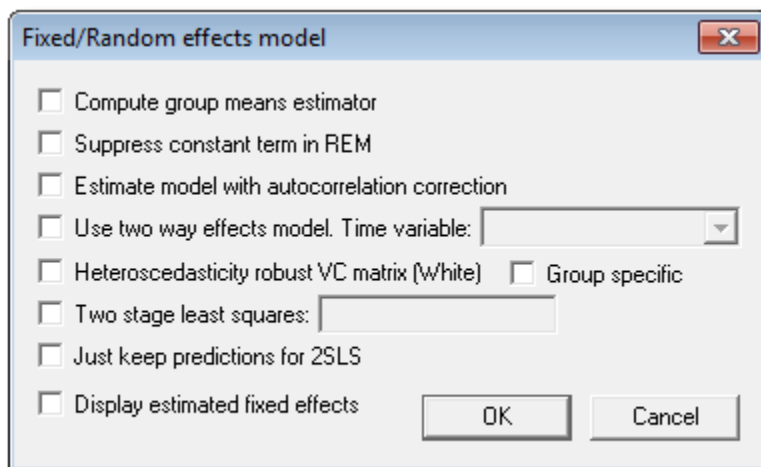 Fixed/Random effects model
Compute group means estimator
Suppress constant term in REM
Estimate model with autocorrelation correction
Use two way effects model. Time variable:
Heteroscedasticity robust VC matrix (White) Group specific
Two stage least squares:
Just keep predictions for 2SLS
Display estimated fixed effects OK Cancel